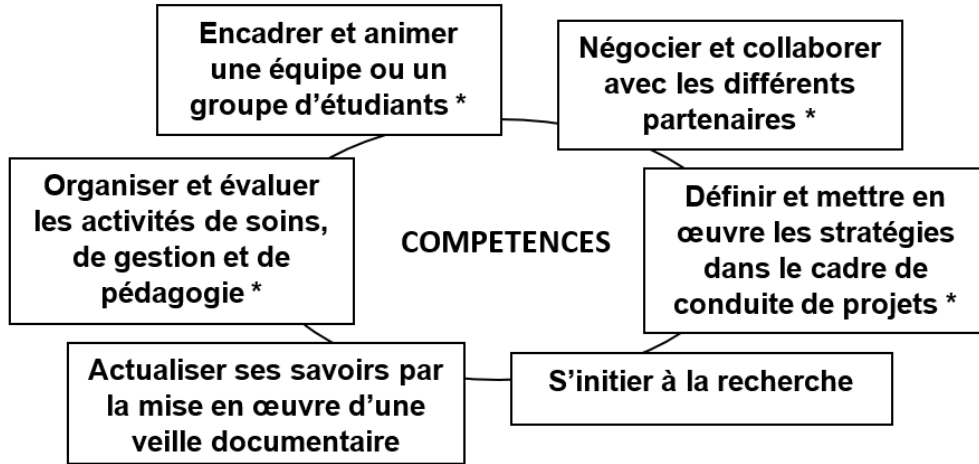 Encadrer et animer
une équipe ou un
groupe d'étudiants *
Négocier et collaborer
avec les différents
partenaires *
Organiser et évaluer
les activités de soins,
de gestion et de
pédagogie *
COMPETENCES
Définir et mettre en
œuvre les stratégies
dans le cadre de
conduite de projets *
Actualiser ses savoirs par
la mise en œuvre d'une
veille documentaire
S'initier à la recherche